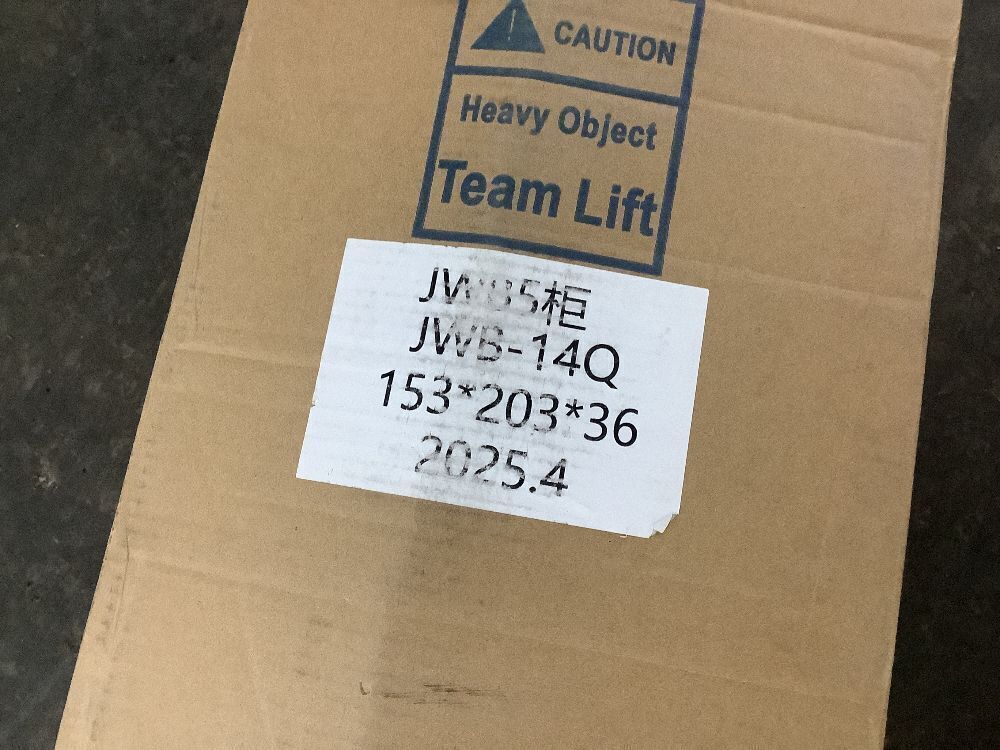 CAUTION
Heavy Object
Team Lift
JWB-14Q
153*203*36
2025.4